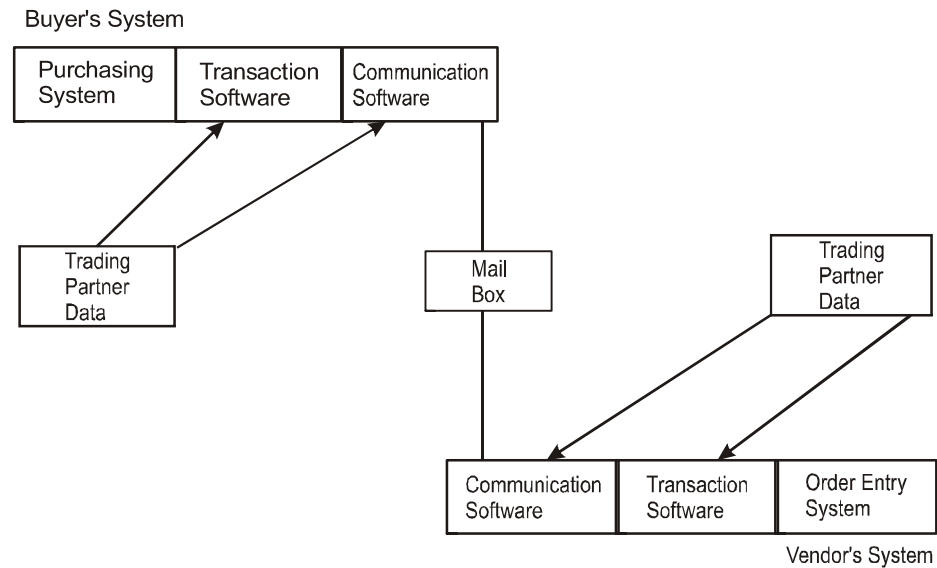 Buyer's System
Purchasing
System
Transaction
Software
Communication
Software
Trading
Partner
Data
Mail
Box
Trading
Partner
Data
Communication
Software
Transaction
Software
Order Entry
System
Vendor's System